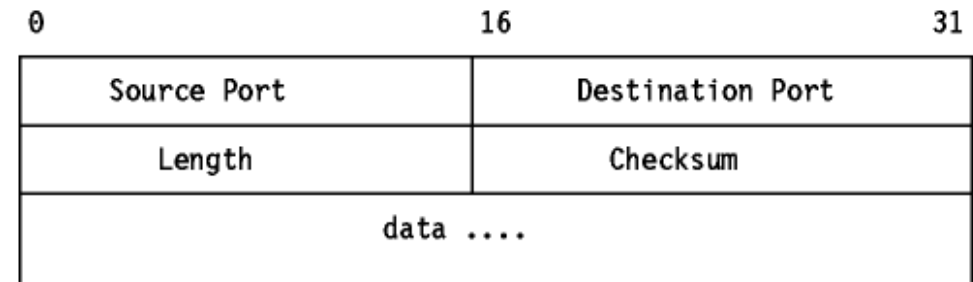 0 16 31
Source Port Destination Port
Length Checksum
data ....